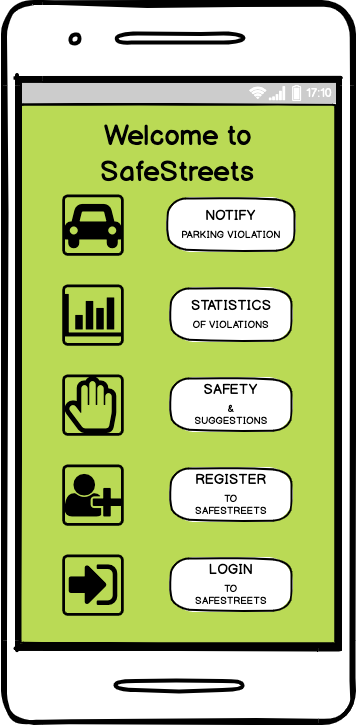 17:10
Welcome to
SafeStreets
NOTIFY
PARKING VIOLATION
STATISTICS
OF VIOLATIONS
SAFETY
&
SUGGESTIONS
REGISTER
TO
SAFESTREETS
LOGIN
TO
SAFESTREETS